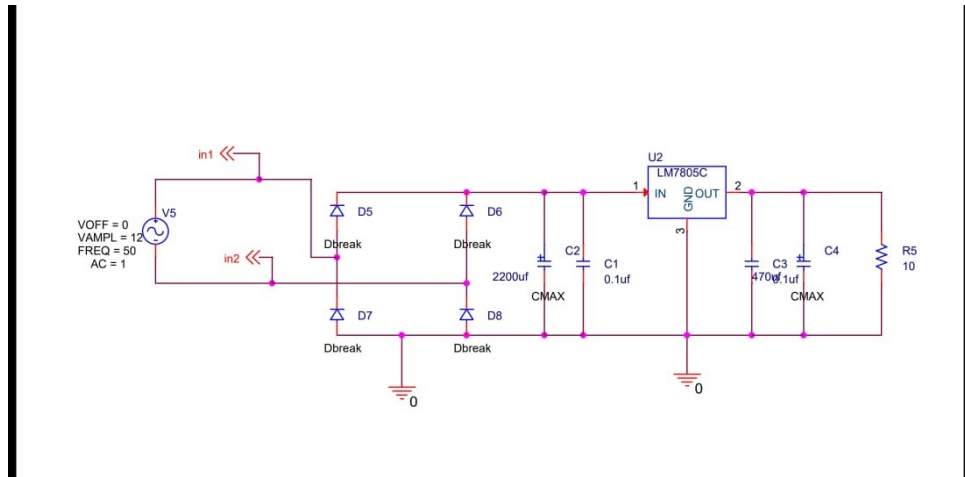 in1
V5
VOFF = 0
VAMPL = 12
FREQ = 50
AC = 1
in2
D5
Dbreak
D6
Dbreak
D7
Dbreak
D8
Dbreak
0
2200uf
C2
CMAX
C1
0.1uf
U2
LM7805C
1
IN
GND
OUT
2
3
0
C3
0.1uf
470uf
C4
CMAX
R5
10